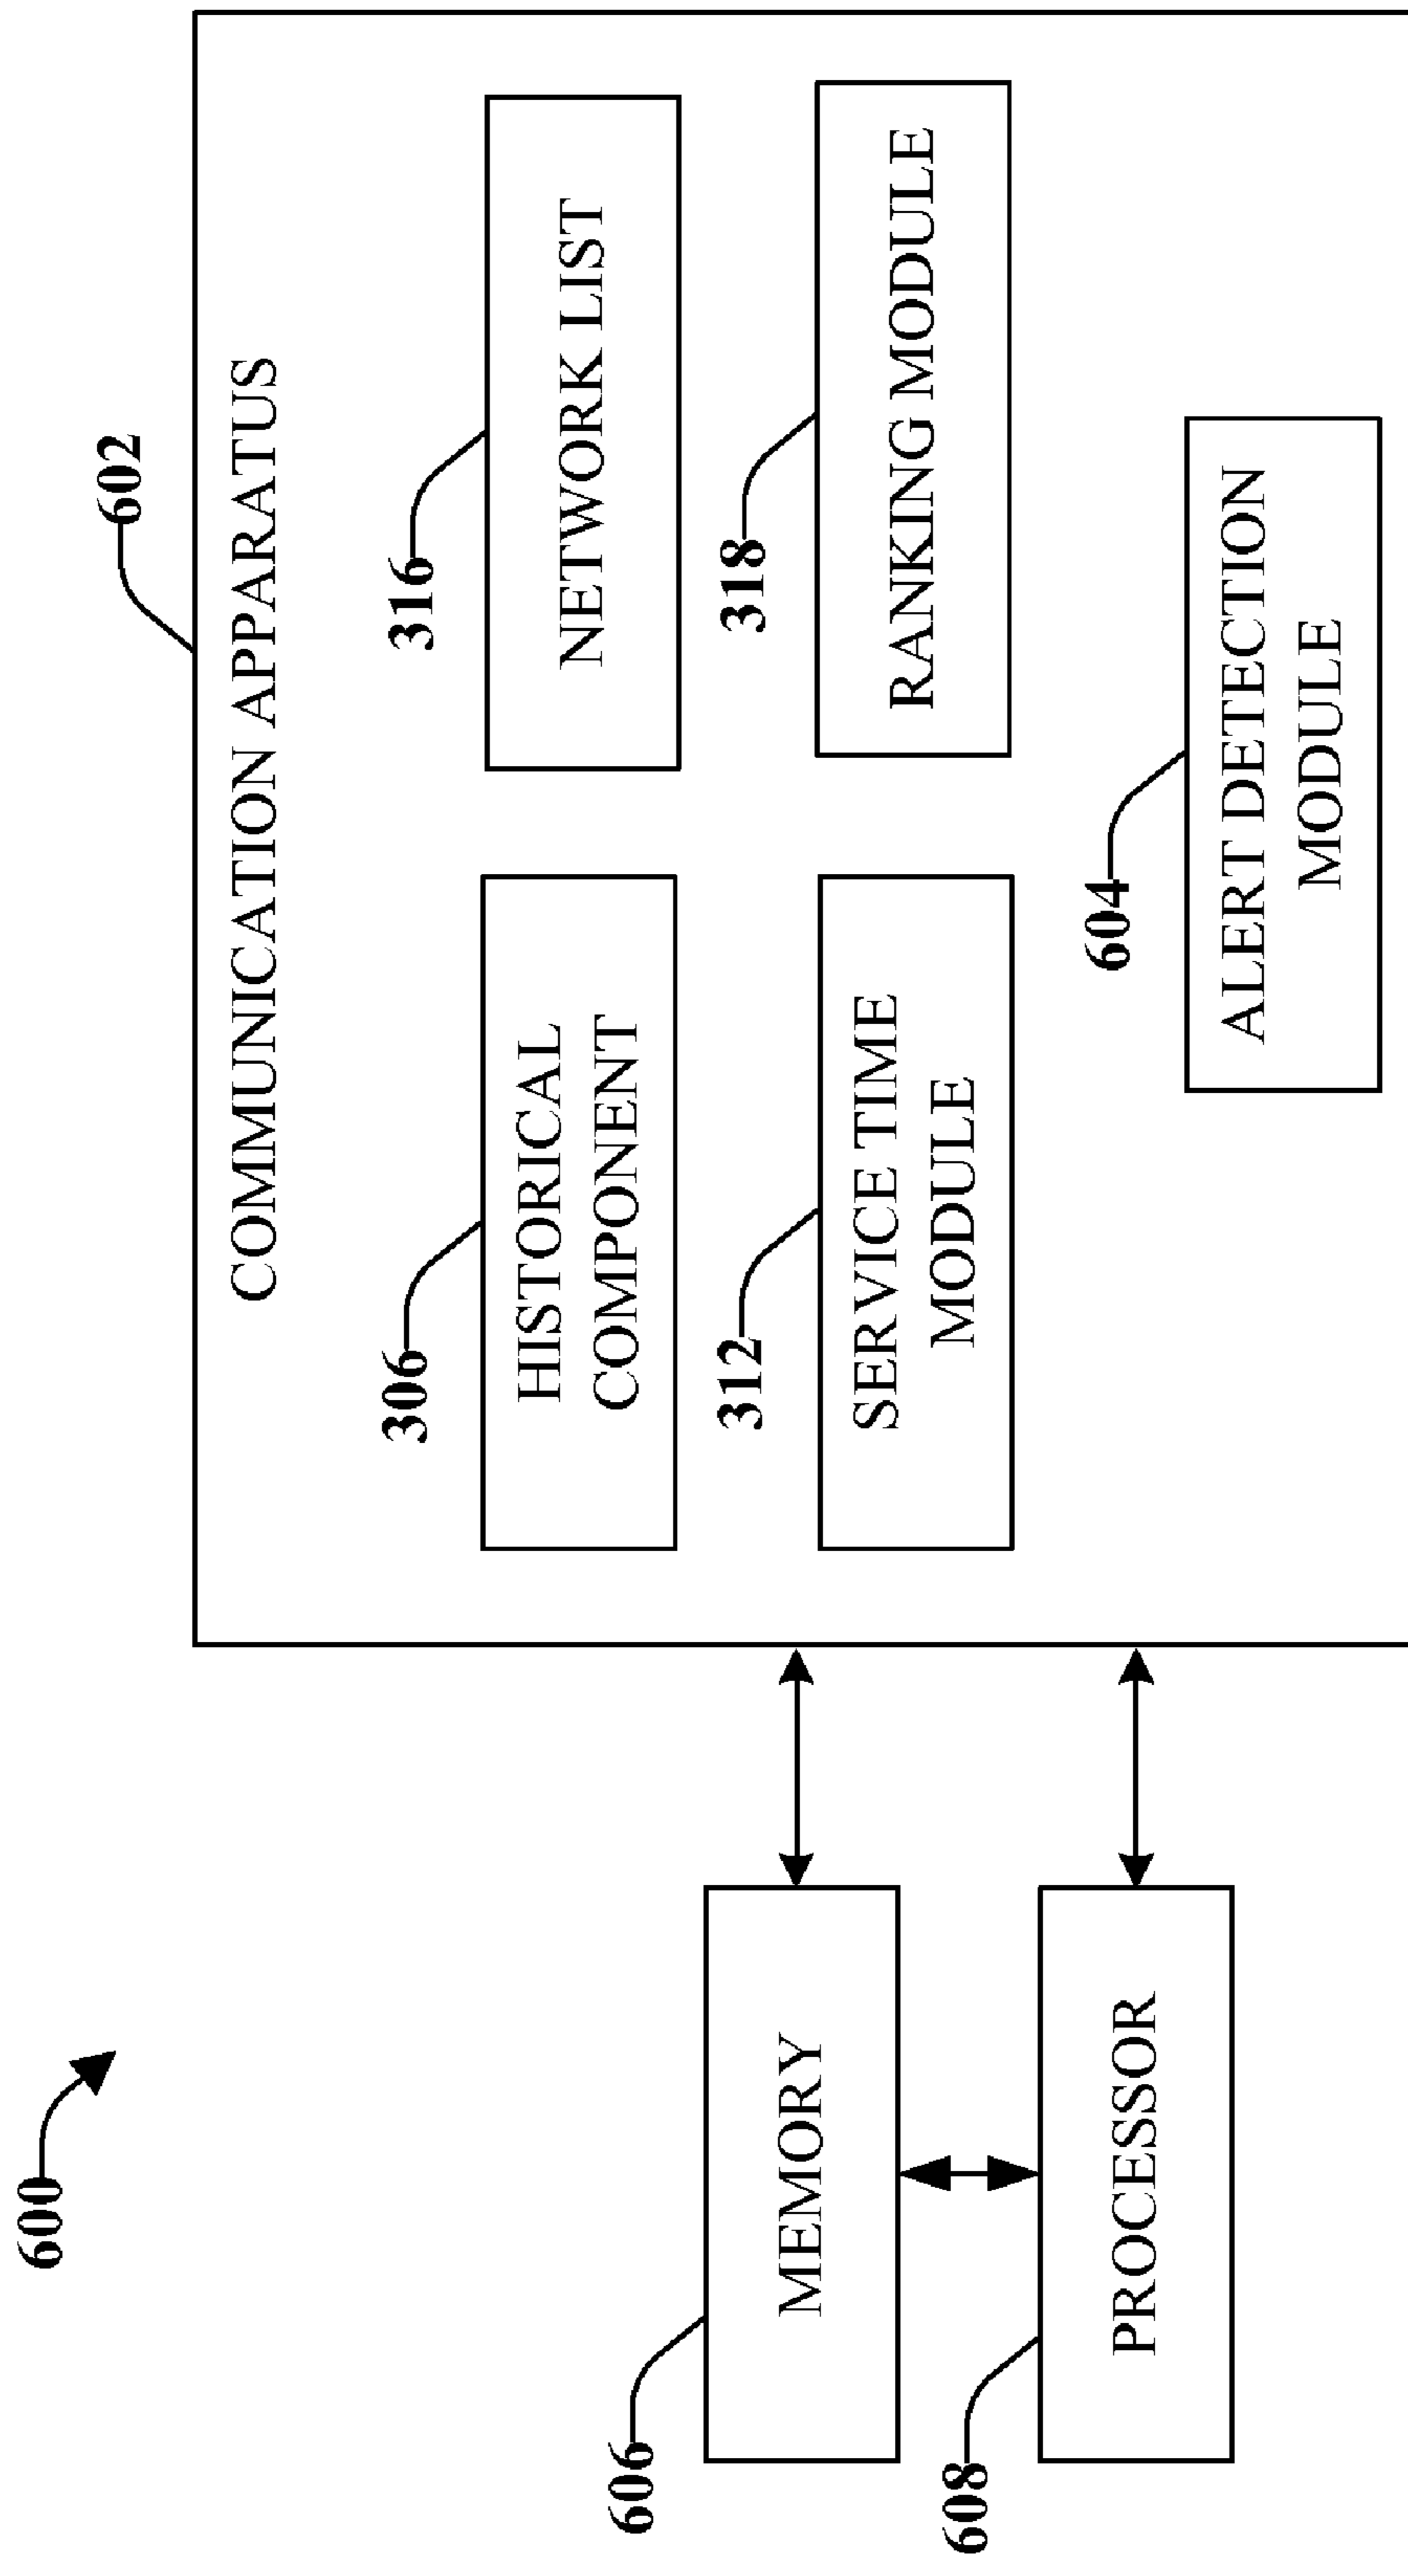 600
602
COMMUNICATION APPARATUS
306
HISTORICAL
COMPONENT
316
NETWORK LIST
606
MEMORY
312
SERVICE TIME
MODULE
318
RANKING MODULE
608
PROCESSOR
604
ALERT DETECTION
MODULE